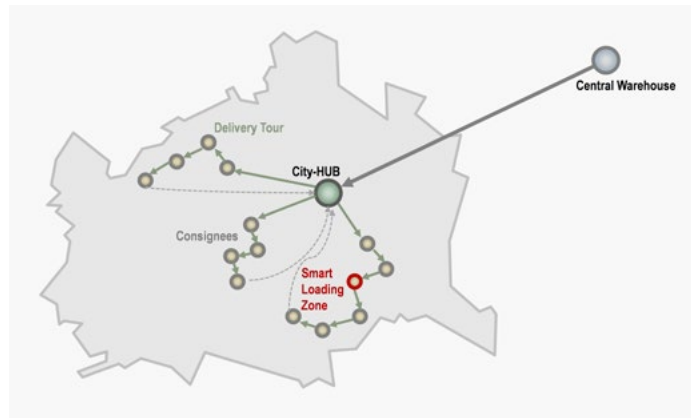 Central Warehouse
Delivery Tour
City-HUB
Consignees
Smart
Loading
Zone